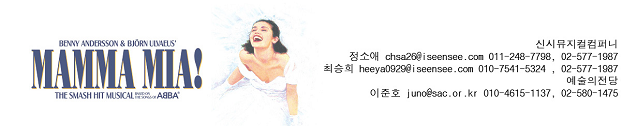 BENNY ANDERSSON & BJÖRN ULVAEUS'
MAMMA MIA!
THE SMASH HIT MUSICAL BASED ON THE SONGS OF ABBA®
신시뮤지컬컴퍼니
정소애 chsa26@iseensee.com 011-248-7798, 02-577-1987
최승희 heeya0929@iseensee.com 010-7541-5324 , 02-577-1987
예술의전당
이준호 juno@sac.or.kr 010-4615-1137, 02-580-1475